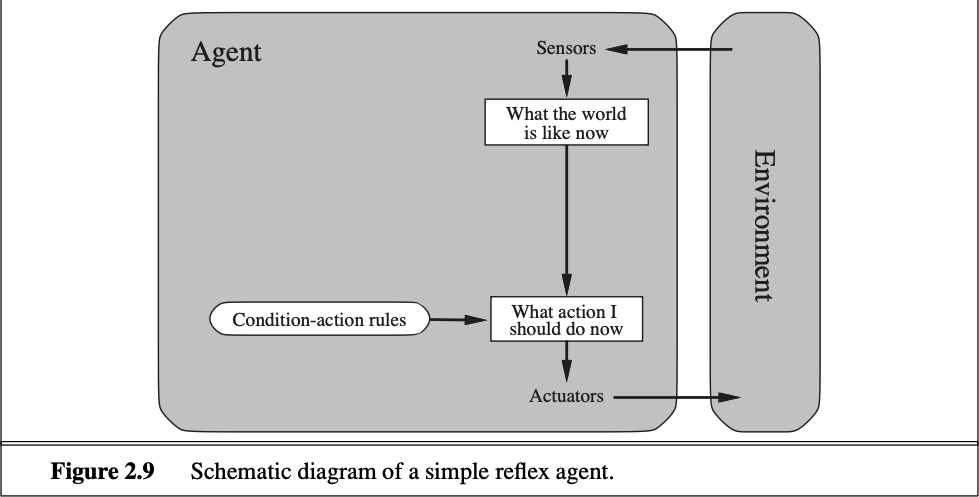 Agent
Sensors
What the world
is like now
Environment
Condition-action rules
What action I
should do now
Actuators
Figure 2.9 Schematic diagram of a simple reflex agent.